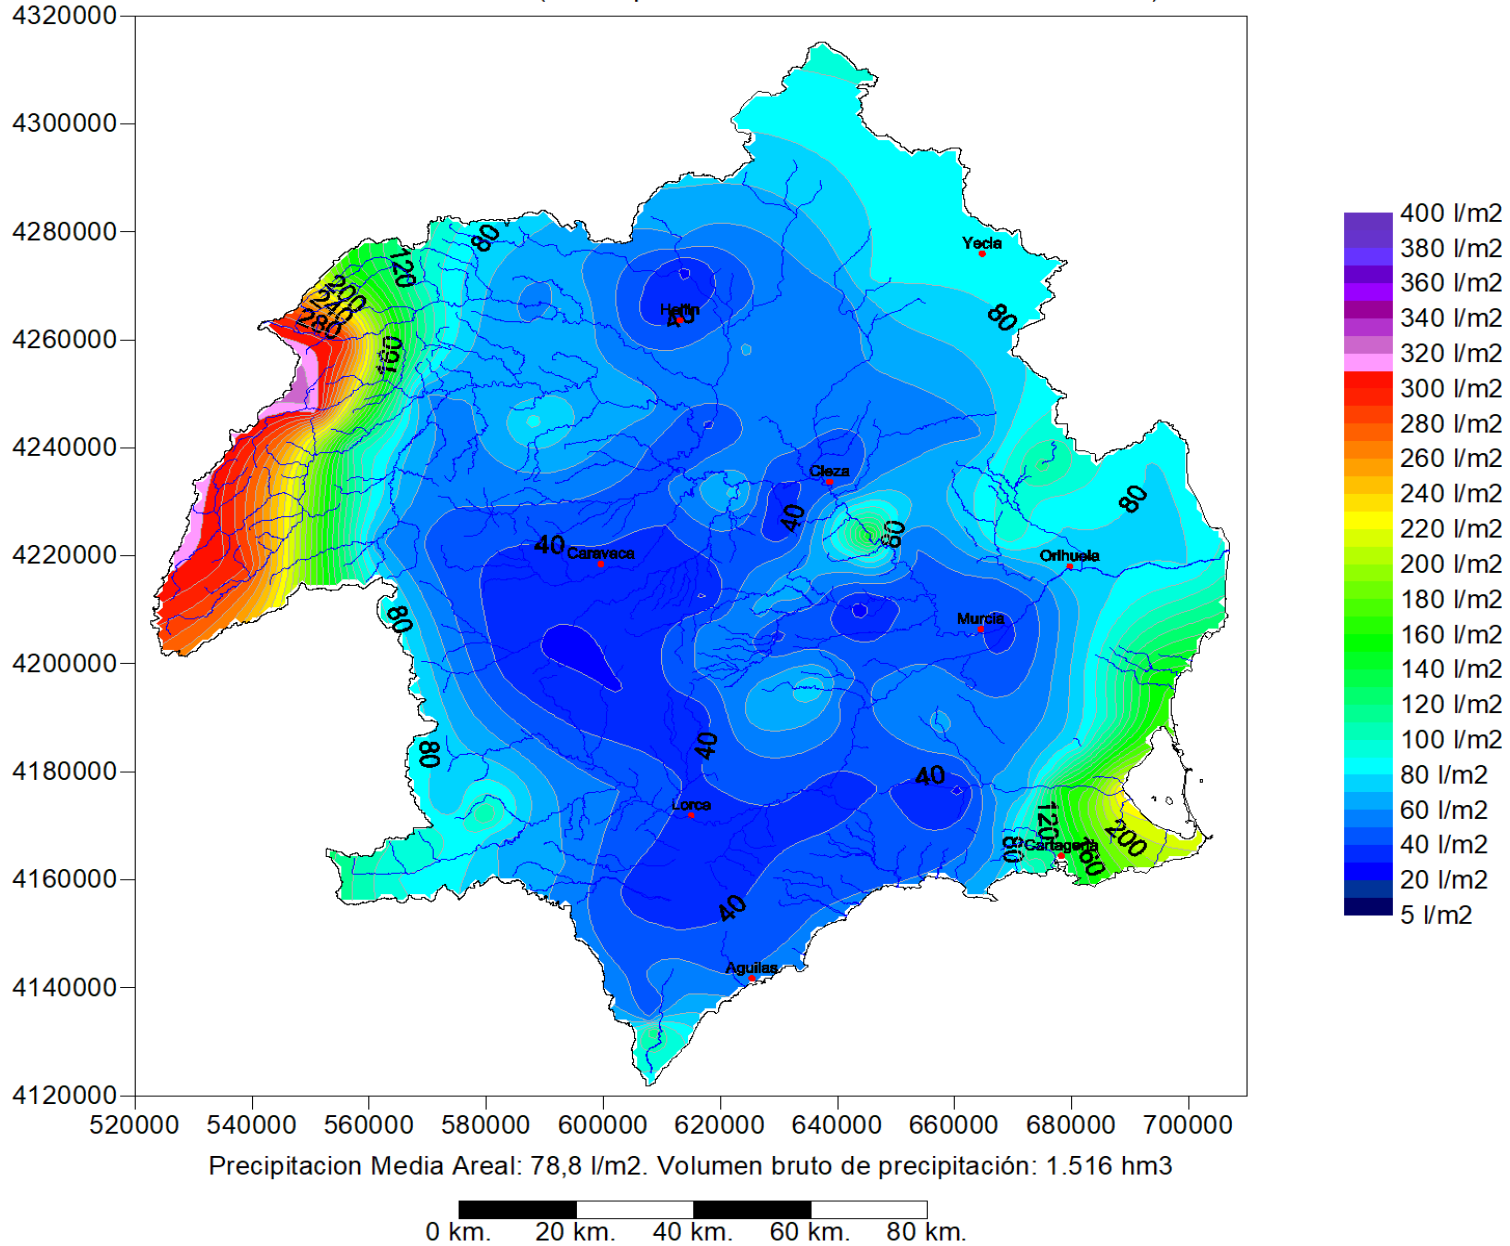 4320000
4300000
4280000
4260000
4240000
4220000
4200000
4180000
4160000
4140000
4120000
520000 540000 560000 580000 600000 620000 640000 660000 680000 700000
80
120
200
240
280
160
Yecla
80
Hellin
40
Cieza
40
80
80
40
Caravaca
Orihuela
80
Murcia
80
40
40
Lorca
120
200
80
Cartagena
160
40
Aguilas
400 l/m2
380 l/m2
360 l/m2
340 l/m2
320 l/m2
300 l/m2
280 l/m2
260 l/m2
240 l/m2
220 l/m2
200 l/m2
180 l/m2
160 l/m2
140 l/m2
120 l/m2
100 l/m2
80 l/m2
60 l/m2
40 l/m2
20 l/m2
5 l/m2
Precipitacion Media Areal: 78,8 l/m2. Volumen bruto de precipitación: 1.516 hm3
0 km. 20 km. 40 km. 60 km. 80 km.